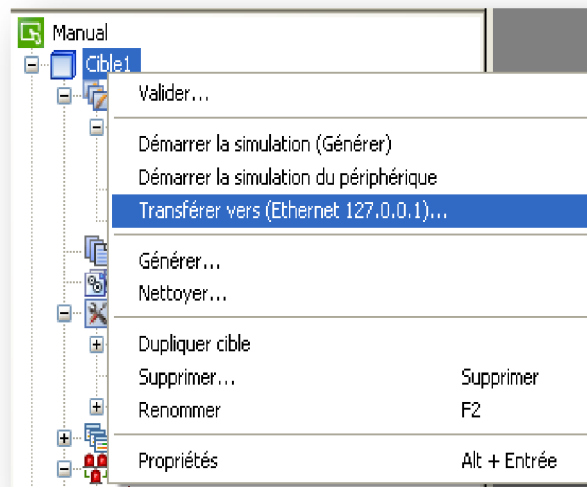 Manual
Cible1
Valider...
Démarrer la simulation (Générer)
Démarrer la simulation du périphérique
Transférer vers (Ethernet 127.0.0.1)...
Générer...
Nettoyer...
Dupliquer cible
Supprimer... Supprimer
Renommer F2
Propriétés Alt + Entrée